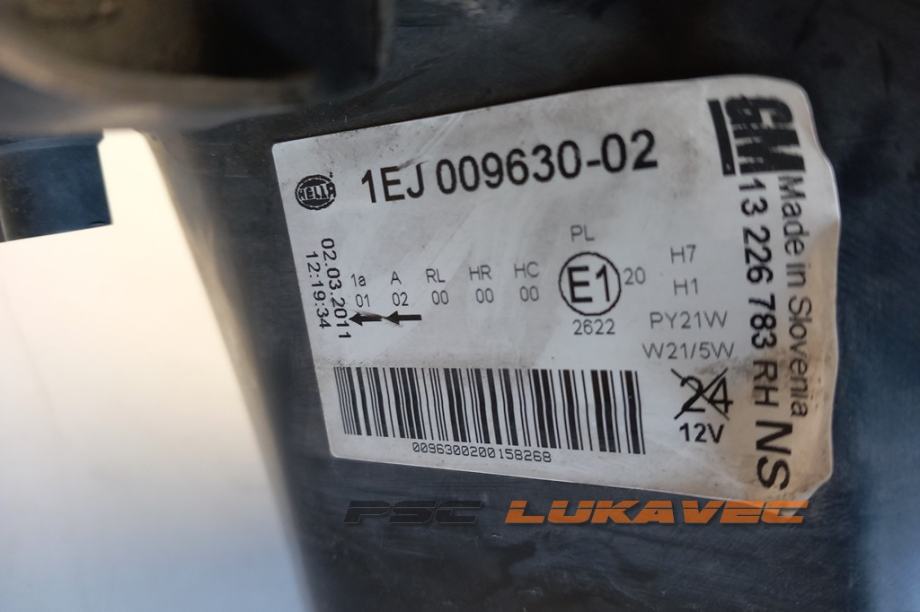 HELLA
1EJ 009630-02
GM
02.03.2011
12:19:34
1a A RL HR HC
01 02 00 00 00
PL
E1 20
2622
H7
H1
PY21W
W21/5W
24
12V
0096300200158268
13 226 783 RH NS
Made in Slovenia
PSC LUKAVEC